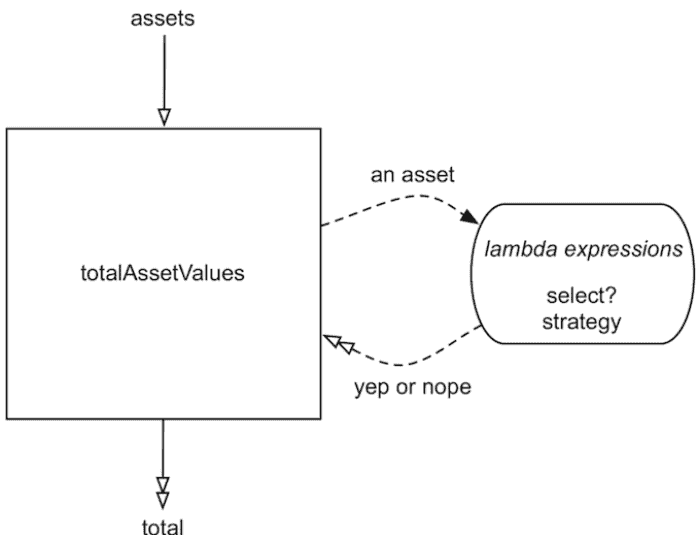 assets
an asset
totalAssetValues
lambda expressions
select?
strategy
yep or nope
total